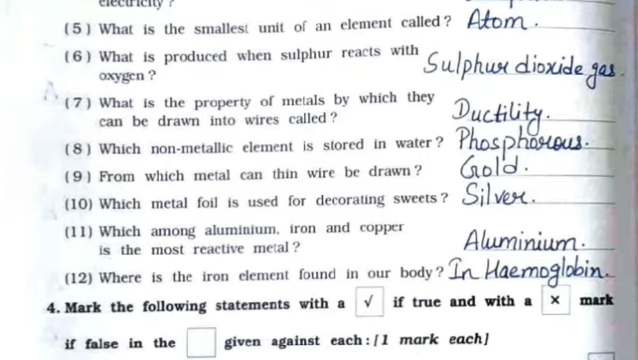 electricity ?
(5) What is the smallest unit of an element called ? Atom.
(6) What is produced when sulphur reacts with
oxygen ? Sulphur dioxide gas.
(7) What is the property of metals by which they
can be drawn into wires called ? Ductility.
(8) Which non-metallic element is stored in water ? Phosphorous.
(9) From which metal can thin wire be drawn ? Gold.
(10) Which metal foil is used for decorating sweets ? Silver.
(11) Which among aluminium, iron and copper
is the most reactive metal ? Aluminium.
(12) Where is the iron element found in our body ? In Haemoglobin.
4. Mark the following statements with a √ if true and with a × mark
if false in the given against each : [1 mark each]